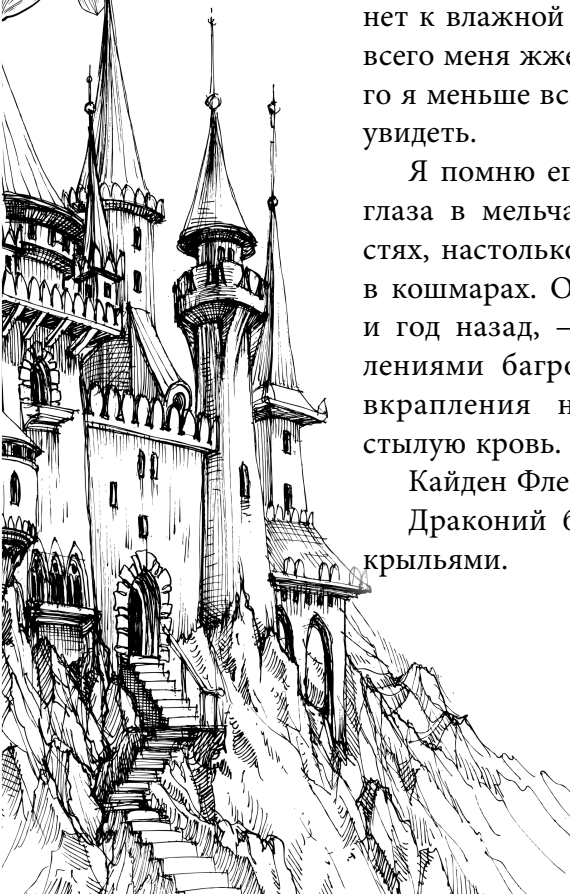 нет к влажной
всего меня жже
го я меньше вс
увидеть.
Я помню ег
глаза в мельча
стях, настолько
в кошмарах. О
и год назад, –
лениями багро
вкрапления н
стылую кровь.
Кайден Фле
Драконий б
крыльями.